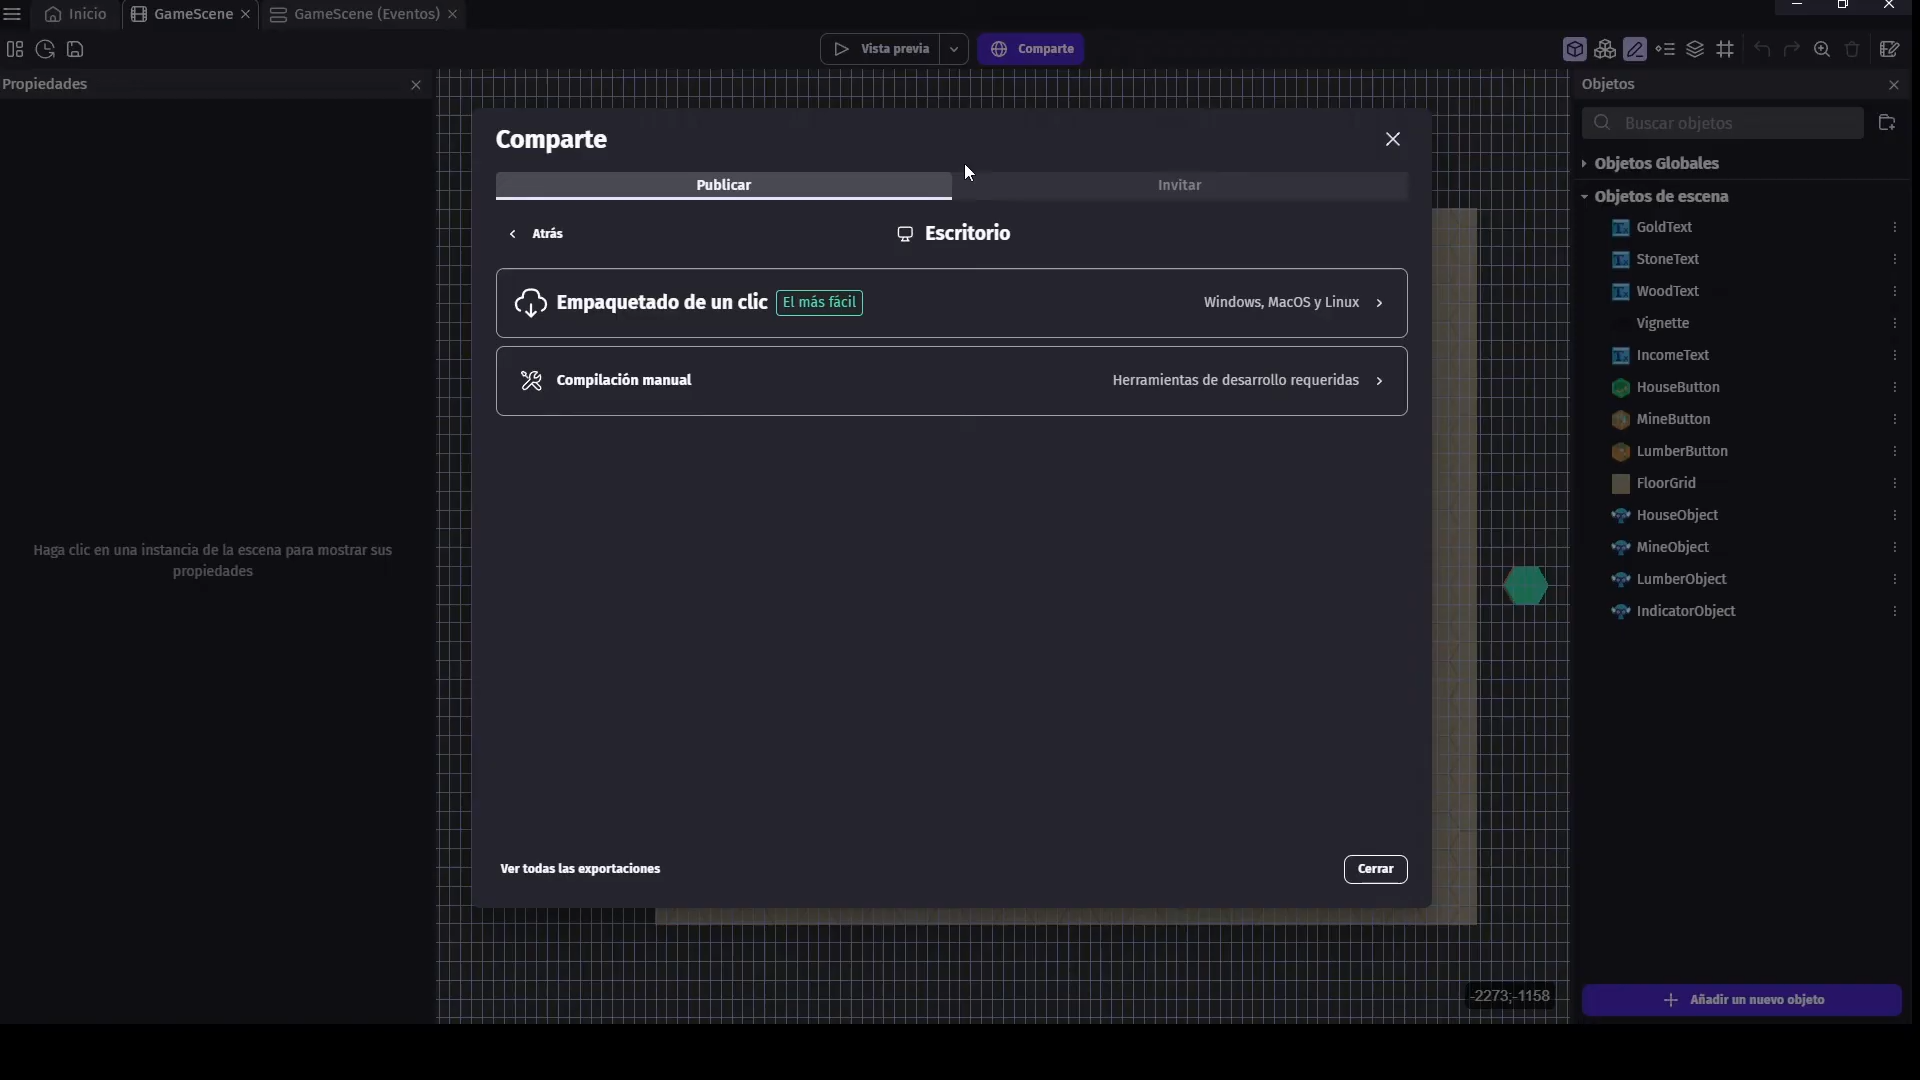 Inicio
GameScene
GameScene (Eventos)
Vista previa
Comparte
Propiedades
Haga clic en una instancia de la escena para mostrar sus
propiedades
Comparte
Publicar
Invitar
Atrás
Escritorio
Empaquetado de un clic
El más fácil
Windows, MacOS y Linux
Compilación manual
Herramientas de desarrollo requeridas
Ver todas las exportaciones
Cerrar
-2273;-1158
Objetos
Buscar objetos
Objetos Globales
Objetos de escena
GoldText
StoneText
WoodText
Vignette
IncomeText
HouseButton
MineButton
LumberButton
FloorGrid
HouseObject
MineObject
LumberObject
IndicatorObject
Añadir un nuevo objeto